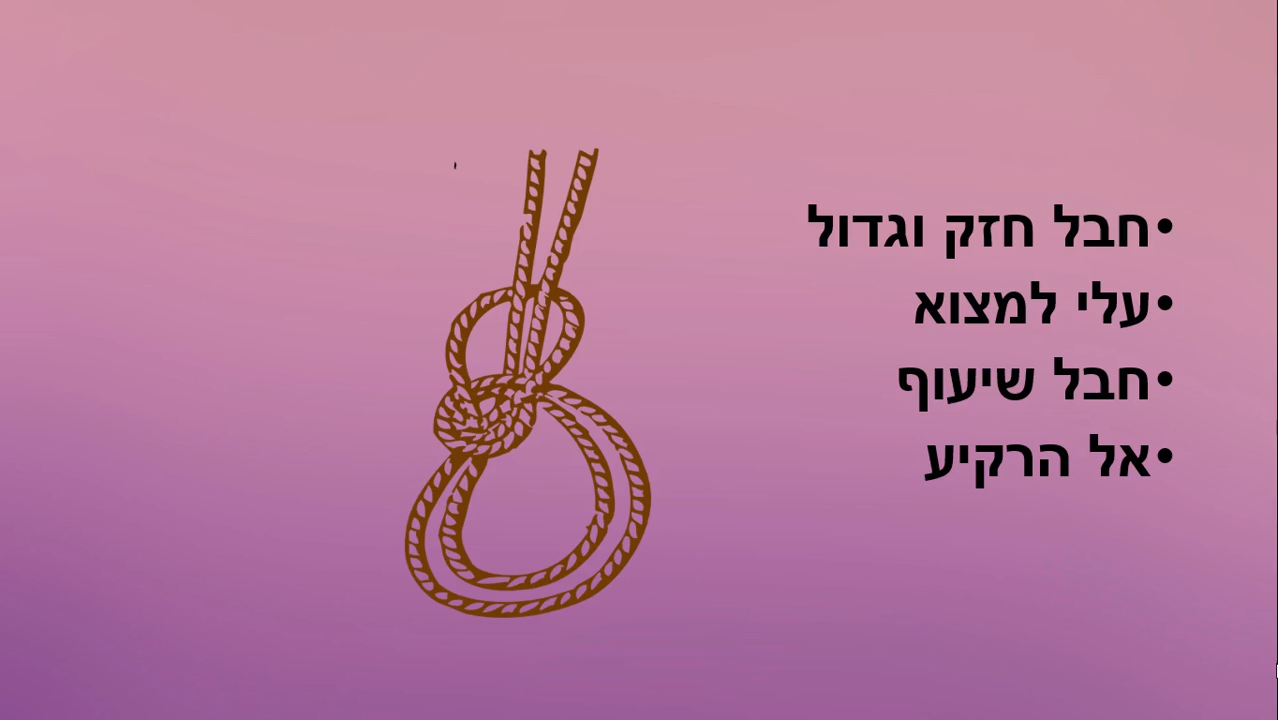 •חבל חזק וגדול
•עלי למצוא
•חבל שיעוף
•אל הרקיע